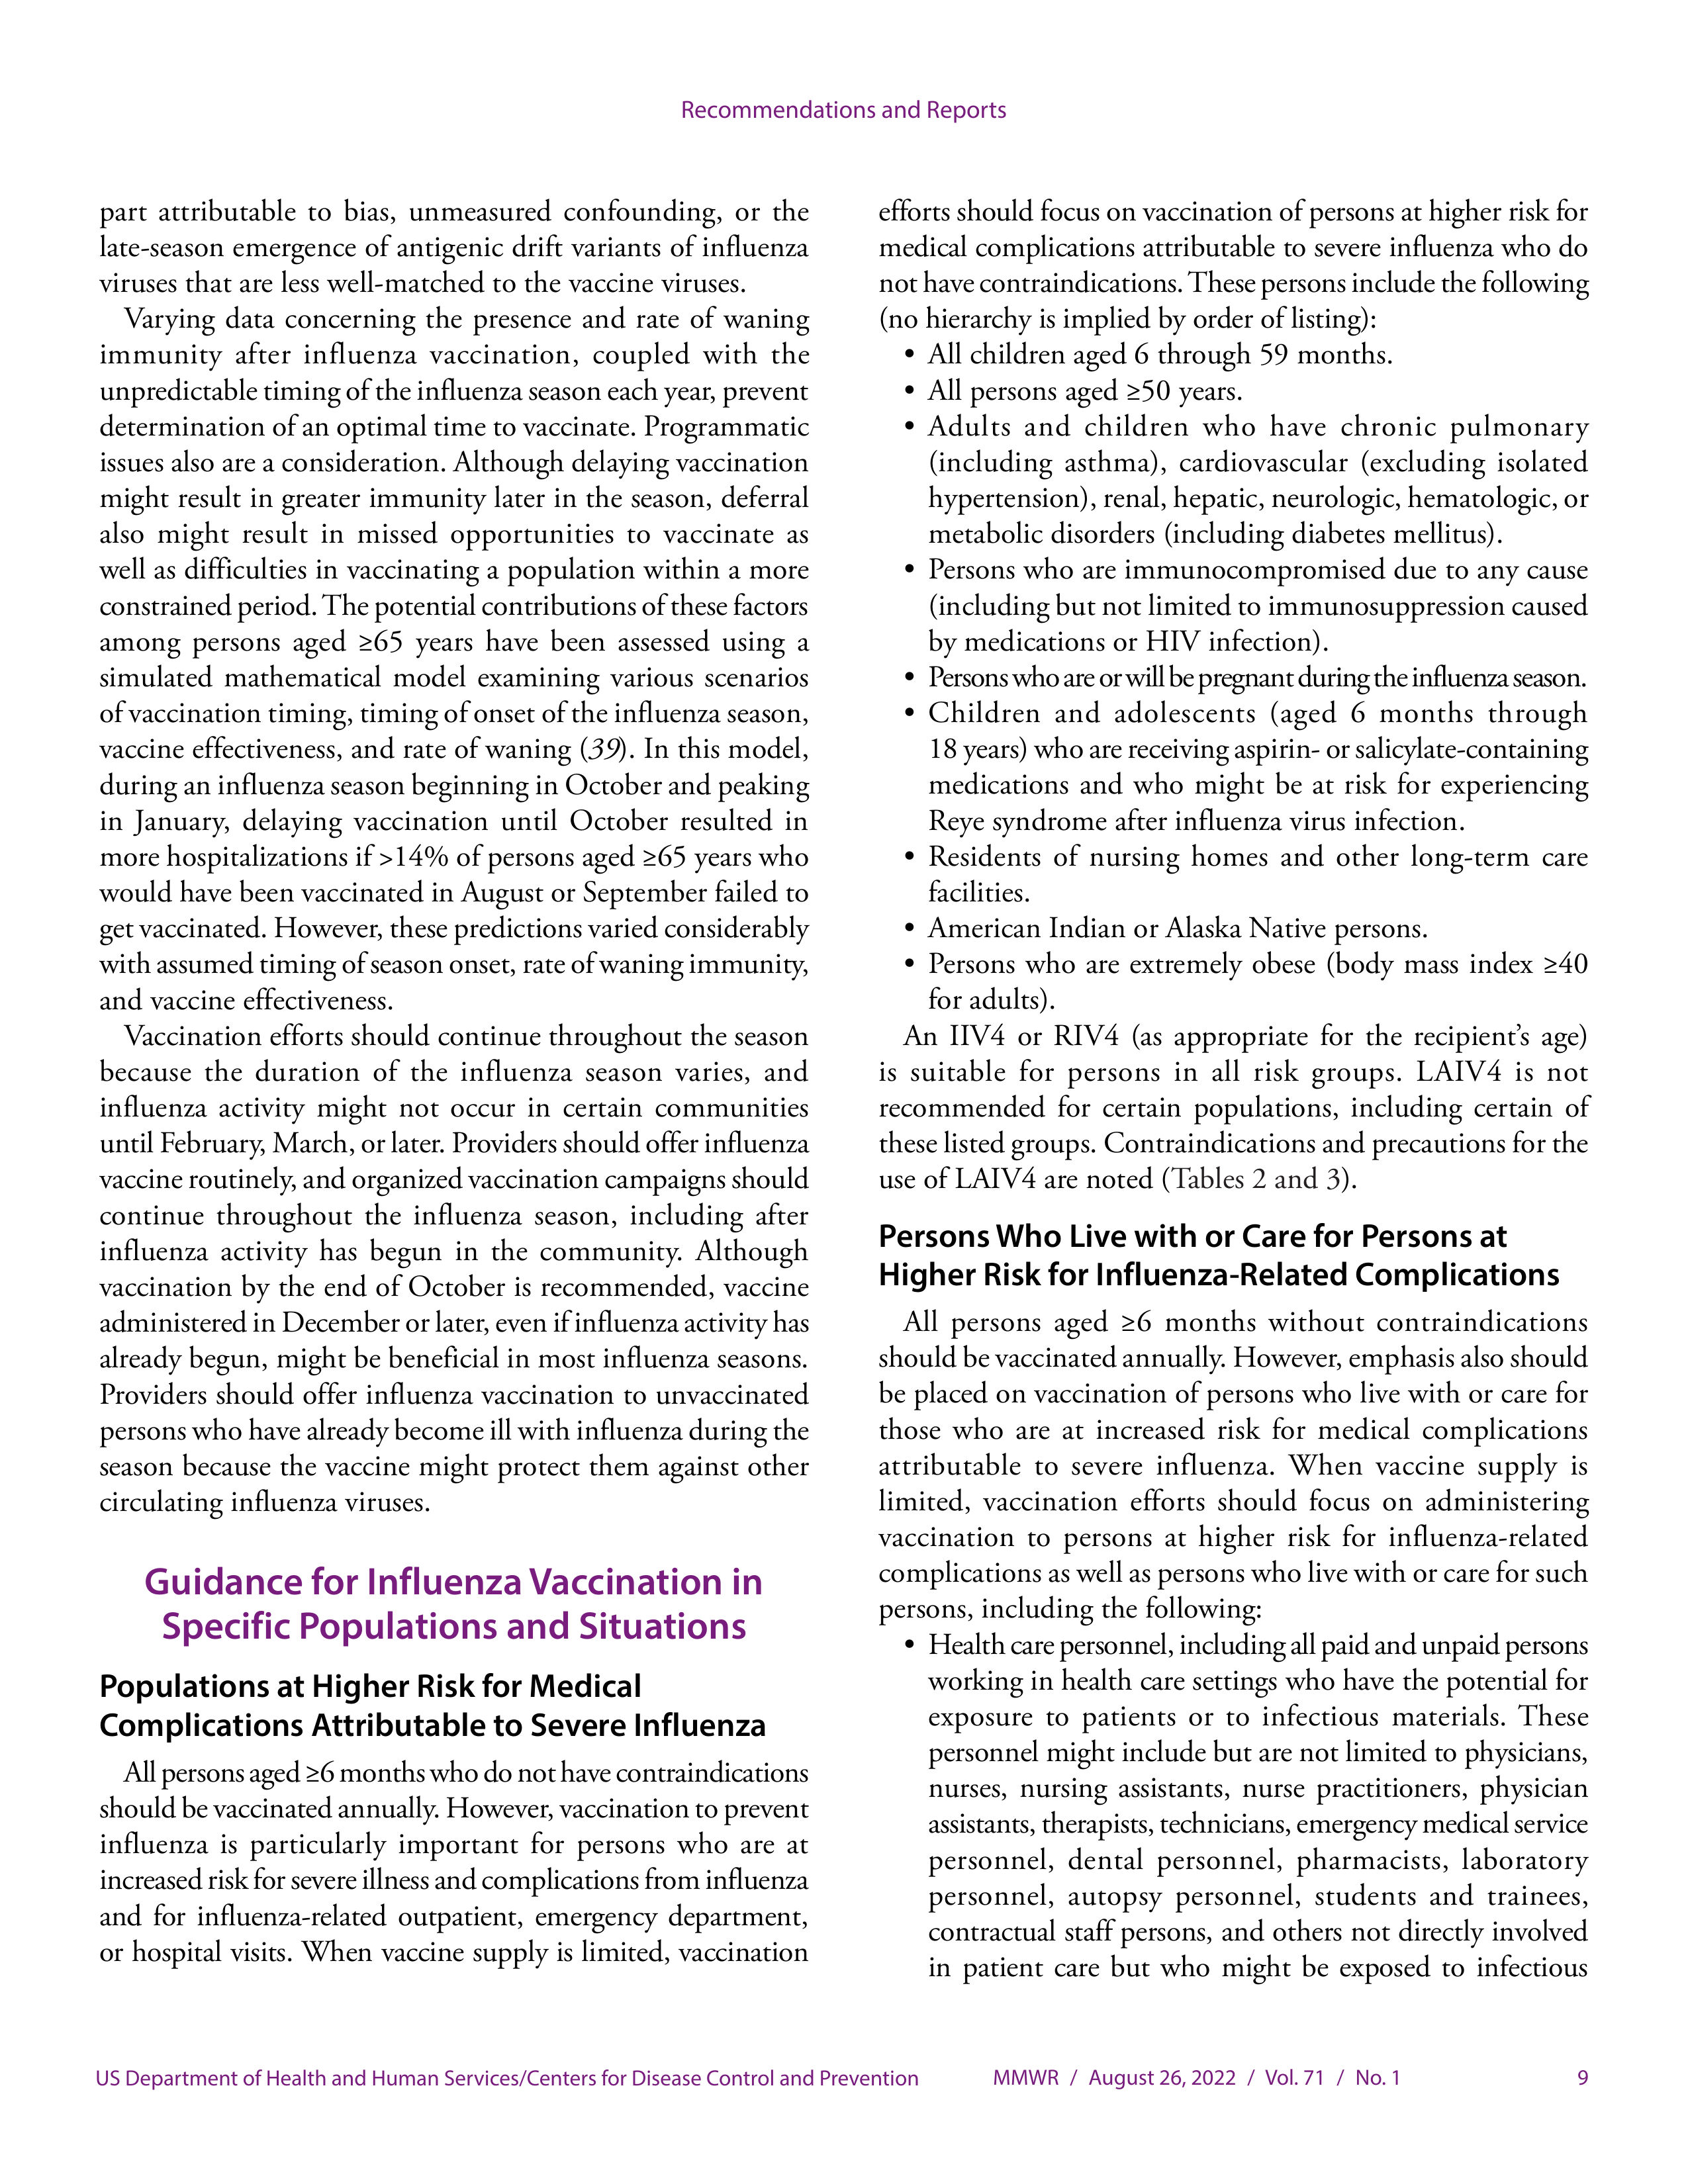 Recommendations and Reports
part attributable to bias, unmeasured confounding, or the
late-season emergence of antigenic drift variants of influenza
viruses that are less well-matched to the vaccine viruses.
Varying data concerning the presence and rate of waning
immunity after influenza vaccination, coupled with the
unpredictable timing of the influenza season each year, prevent
determination of an optimal time to vaccinate. Programmatic
issues also are a consideration. Although delaying vaccination
might result in greater immunity later in the season, deferral
also might result in missed opportunities to vaccinate as
well as difficulties in vaccinating a population within a more
constrained period. The potential contributions of these factors
among persons aged ≥65 years have been assessed using a
simulated mathematical model examining various scenarios
of vaccination timing, timing of onset of the influenza season,
vaccine effectiveness, and rate of waning (39). In this model,
during an influenza season beginning in October and peaking
in January, delaying vaccination until October resulted in
more hospitalizations if >14% of persons aged ≥65 years who
would have been vaccinated in August or September failed to
get vaccinated. However, these predictions varied considerably
with assumed timing of season onset, rate of waning immunity,
and vaccine effectiveness.
Vaccination efforts should continue throughout the season
because the duration of the influenza season varies, and
influenza activity might not occur in certain communities
until February, March, or later. Providers should offer influenza
vaccine routinely, and organized vaccination campaigns should
continue throughout the influenza season, including after
influenza activity has begun in the community. Although
vaccination by the end of October is recommended, vaccine
administered in December or later, even if influenza activity has
already begun, might be beneficial in most influenza seasons.
Providers should offer influenza vaccination to unvaccinated
persons who have already become ill with influenza during the
season because the vaccine might protect them against other
circulating influenza viruses.
Guidance for Influenza Vaccination in
Specific Populations and Situations
Populations at Higher Risk for Medical
Complications Attributable to Severe Influenza
All persons aged ≥6 months who do not have contraindications
should be vaccinated annually. However, vaccination to prevent
influenza is particularly important for persons who are at
increased risk for severe illness and complications from influenza
and for influenza-related outpatient, emergency department,
or hospital visits. When vaccine supply is limited, vaccination
efforts should focus on vaccination of persons at higher risk for
medical complications attributable to severe influenza who do
not have contraindications. These persons include the following
(no hierarchy is implied by order of listing):
• All children aged 6 through 59 months.
• All persons aged ≥50 years.
• Adults and children who have chronic pulmonary
(including asthma), cardiovascular (excluding isolated
hypertension), renal, hepatic, neurologic, hematologic, or
metabolic disorders (including diabetes mellitus).
• Persons who are immunocompromised due to any cause
(including but not limited to immunosuppression caused
by medications or HIV infection).
• Persons who are or will be pregnant during the influenza season.
• Children and adolescents (aged 6 months through
18 years) who are receiving aspirin- or salicylate-containing
medications and who might be at risk for experiencing
Reye syndrome after influenza virus infection.
• Residents of nursing homes and other long-term care
facilities.
• American Indian or Alaska Native persons.
• Persons who are extremely obese (body mass index ≥40
for adults).
An IIV4 or RIV4 (as appropriate for the recipient’s age)
is suitable for persons in all risk groups. LAIV4 is not
recommended for certain populations, including certain of
these listed groups. Contraindications and precautions for the
use of LAIV4 are noted (Tables 2 and 3).
Persons Who Live with or Care for Persons at
Higher Risk for Influenza-Related Complications
All persons aged ≥6 months without contraindications
should be vaccinated annually. However, emphasis also should
be placed on vaccination of persons who live with or care for
those who are at increased risk for medical complications
attributable to severe influenza. When vaccine supply is
limited, vaccination efforts should focus on administering
vaccination to persons at higher risk for influenza-related
complications as well as persons who live with or care for such
persons, including the following:
• Health care personnel, including all paid and unpaid persons
working in health care settings who have the potential for
exposure to patients or to infectious materials. These
personnel might include but are not limited to physicians,
nurses, nursing assistants, nurse practitioners, physician
assistants, therapists, technicians, emergency medical service
personnel, dental personnel, pharmacists, laboratory
personnel, autopsy personnel, students and trainees,
contractual staff persons, and others not directly involved
in patient care but who might be exposed to infectious
US Department of Health and Human Services/Centers for Disease Control and Prevention MMWR / August 26, 2022 / Vol. 71 / No. 1 9